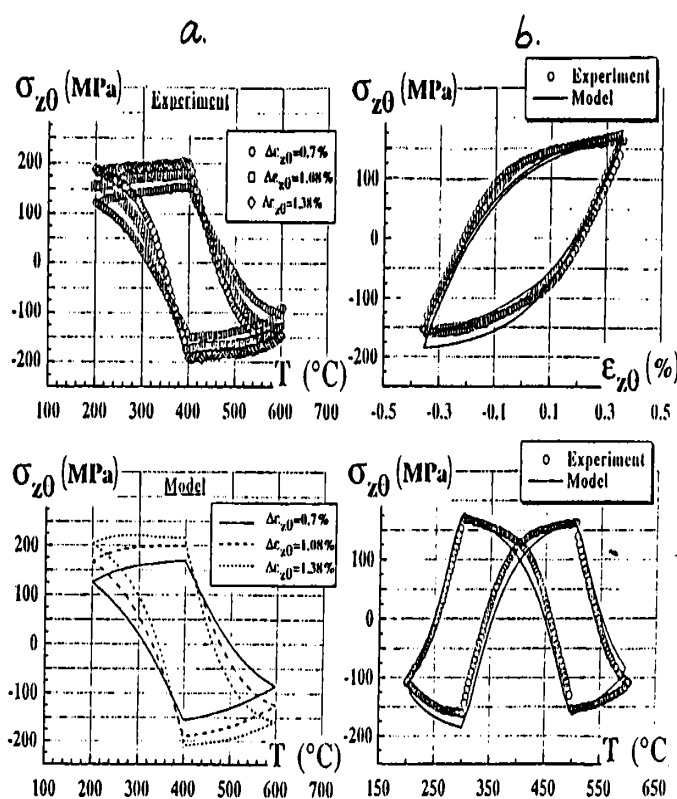 a.
σz0 (MPa)
Experiment
Δεz0=0.7%
Δεz0=1.08%
Δεz0=1.38%
200
100
0
-100
-200
T (°C)
100 200 300 400 500 600 700
b.
Experiment
Model
σz0 (MPa)
100
0
-100
-200
εz0 (%)
-0.5 -0.3 -0.1 0.1 0.3 0.5
σz0 (MPa)
Model
Δεz0=0.7%
Δεz0=1.08%
Δεz0=1.38%
200
100
0
-100
-200
T (°C)
100 200 300 400 500 600 700
Experiment
Model
σz0 (MPa)
100
0
-100
-200
T (°C)
150 250 350 450 550 650